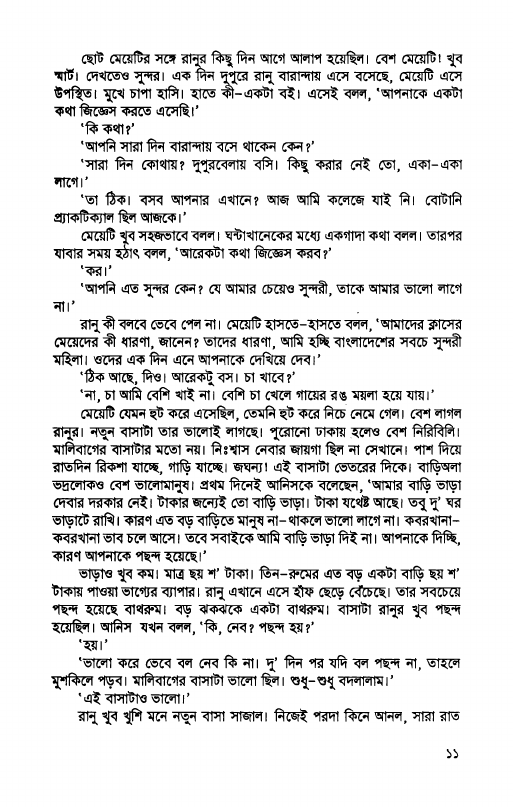 ছোট মেয়েটির সঙ্গে রানুর কিছু দিন আগে আলাপ হয়েছিল। বেশ মেয়েটি! খুব
স্মার্ট। দেখতেও সুন্দর। এক দিন দুপুরে রানু বারান্দায় এসে বসেছে, মেয়েটি এসে
উপস্থিত। মুখে চাপা হাসি। হাতে কী–একটা বই। এসেই বলল, ‘আপনাকে একটা
কথা জিজ্ঞেস করতে এসেছি।’
‘কি কথা?’
‘আপনি সারা দিন বারান্দায় বসে থাকেন কেন?’
‘সারা দিন কোথায়? দুপুরবেলায় বসি। কিছু করার নেই তো, একা–একা
লাগে।’
‘তা ঠিক। বসব আপনার এখানে? আজ আমি কলেজে যাই নি। বোটানি
প্র্যাকটিক্যাল ছিল আজকে।’
মেয়েটি খুব সহজভাবে বলল। ঘন্টাখানেকের মধ্যে একগাদা কথা বলল। তারপর
যাবার সময় হঠাৎ বলল, ‘আরেকটা কথা জিজ্ঞেস করব?’
‘কর।’
‘আপনি এত সুন্দর কেন? যে আমার চেয়েও সুন্দরী, তাকে আমার ভালো লাগে
না।’
রানু কী বলবে ভেবে পেল না। মেয়েটি হাসতে–হাসতে বলল, ‘আমাদের ক্লাসের
মেয়েদের কী ধারণা, জানেন? তাদের ধারণা, আমি হচ্ছি বাংলাদেশের সবচে সুন্দরী
মহিলা। ওদের এক দিন এনে আপনাকে দেখিয়ে দেব।’
‘ঠিক আছে, দিও। আরেকটু বস। চা খাবে?’
‘না, চা আমি বেশি খাই না। বেশি চা খেলে গায়ের রঙ ময়লা হয়ে যায়।’
মেয়েটি যেমন হুট করে এসেছিল, তেমনি হুট করে নিচে নেমে গেল। বেশ লাগল
রানুর। নতুন বাসাটা তার ভালোই লাগছে। পুরোনো ঢাকায় হলেও বেশ নিরিবিলি।
মালিবাগের বাসাটার মতো নয়। নিঃশ্বাস নেবার জায়গা ছিল না সেখানে। পাশ দিয়ে
রাতদিন রিকশা যাচ্ছে, গাড়ি যাচ্ছে। জঘন্য! এই বাসাটা ভেতরের দিকে। বাড়িঅলা
ভদ্রলোকও বেশ ভালোমানুষ। প্রথম দিনেই আনিসকে বলেছেন, ‘আমার বাড়ি ভাড়া
দেবার দরকার নেই। টাকার জন্যেই তো বাড়ি ভাড়া। টাকা যথেষ্ট আছে। তবু দু’ ঘর
ভাড়াটে রাখি। কারণ এত বড় বাড়িতে মানুষ না–থাকলে ভালো লাগে না। কবরখানা–
কবরখানা ভাব চলে আসে। তবে সবাইকে আমি বাড়ি ভাড়া দিই না। আপনাকে দিচ্ছি,
কারণ আপনাকে পছন্দ হয়েছে।’
ভাড়াও খুব কম। মাত্র ছয় শ’ টাকা। তিন–রুমের এত বড় একটা বাড়ি ছয় শ’
টাকায় পাওয়া ভাগ্যের ব্যাপার। রানু এখানে এসে হাঁফ ছেড়ে বেঁচেছে। তার সবচেয়ে
পছন্দ হয়েছে বাথরুম। বড় ঝকঝকে একটা বাথরুম। বাসাটা রানুর খুব পছন্দ
হয়েছিল। আনিস যখন বলল, ‘কি, নেব? পছন্দ হয়?’
‘হয়।’
‘ভালো করে ভেবে বল নেব কি না। দু’ দিন পর যদি বল পছন্দ না, তাহলে
মুশকিলে পড়ব। মালিবাগের বাসাটা ভালো ছিল। শুধু–শুধু বদলালাম।’
‘এই বাসাটাও ভালো।’
রানু খুব খুশি মনে নতুন বাসা সাজাল। নিজেই পরদা কিনে আনল, সারা রাত
১১